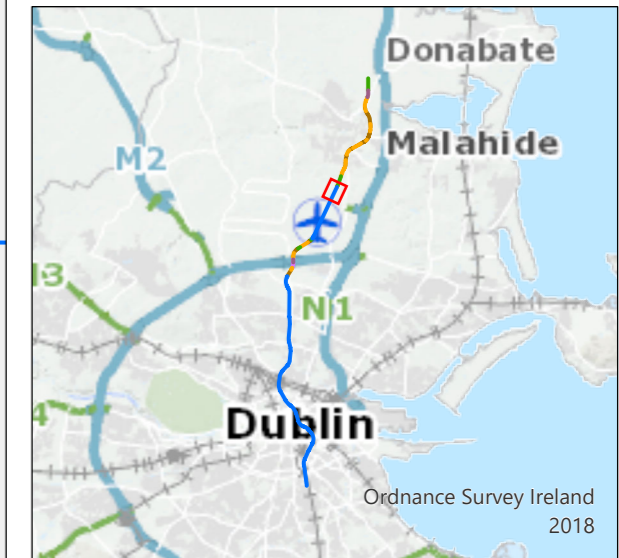 Donabate
Malahide
M2
N1
Dublin
Ordnance Survey Ireland
2018